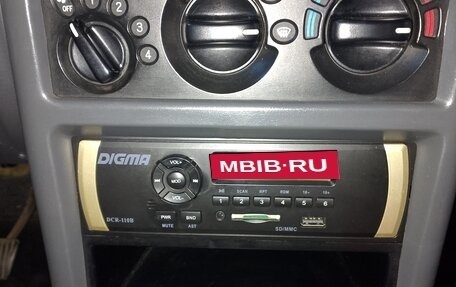 OFF
1
2
3
4
DIGMA
VOL+
MOD
VOL-
MBIB·RU
SCAN RPT RDM 10- 10+
1 2 3 4 5 6
DCR-110B
PWR BND
MUTE AST
SD/MMC